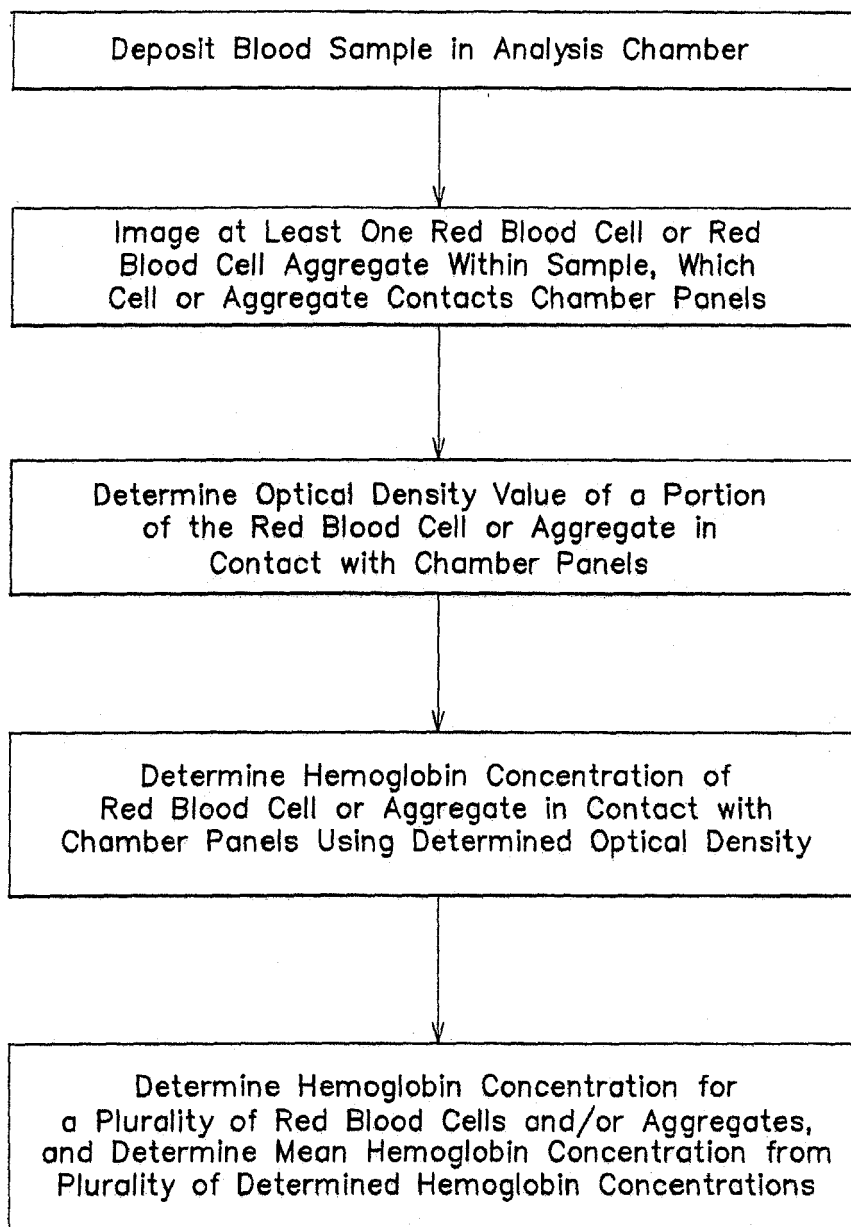 Deposit Blood Sample in Analysis Chamber
Image at Least One Red Blood Cell or Red
Blood Cell Aggregate Within Sample, Which
Cell or Aggregate Contacts Chamber Panels
Determine Optical Density Value of a Portion
of the Red Blood Cell or Aggregate in
Contact with Chamber Panels
Determine Hemoglobin Concentration of
Red Blood Cell or Aggregate in Contact with
Chamber Panels Using Determined Optical Density
Determine Hemoglobin Concentration for
a Plurality of Red Blood Cells and/or Aggregates,
and Determine Mean Hemoglobin Concentration from
Plurality of Determined Hemoglobin Concentrations